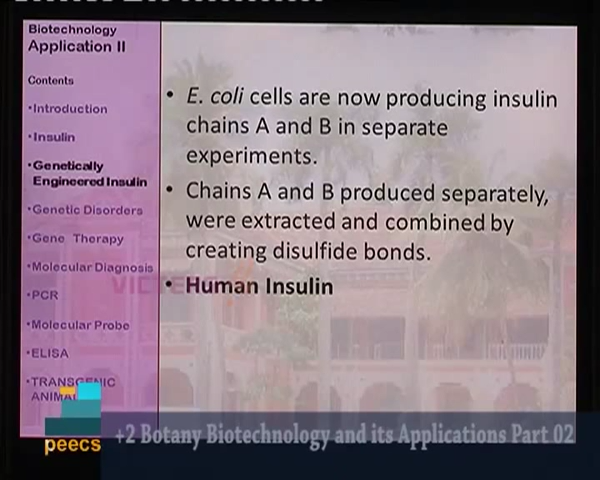 Biotechnology
Application II
Contents
•Introduction
•Insulin
•Genetically
Engineered Insulin
•Genetic Disorders
•Gene Therapy
•Molecular Diagnosis
•PCR
•Molecular Probe
•ELISA
•TRANSGENIC
ANIMAL
• E. coli cells are now producing insulin
chains A and B in separate
experiments.
• Chains A and B produced separately,
were extracted and combined by
creating disulfide bonds.
• Human Insulin
peecs
+2 Botany Biotechnology and its Applications Part 02